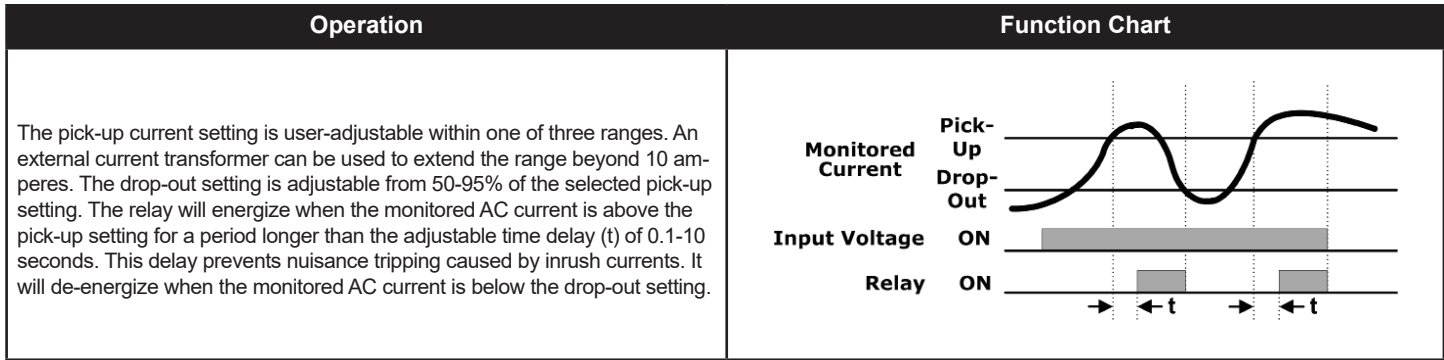 Operation
Function Chart
The pick-up current setting is user-adjustable within one of three ranges. An
external current transformer can be used to extend the range beyond 10 am-
peres. The drop-out setting is adjustable from 50-95% of the selected pick-up
setting. The relay will energize when the monitored AC current is above the
pick-up setting for a period longer than the adjustable time delay (t) of 0.1-10
seconds. This delay prevents nuisance tripping caused by inrush currents. It
will de-energize when the monitored AC current is below the drop-out setting.
Monitored
Current
Pick-
Up
Drop-
Out
Input Voltage ON
Relay ON
t t